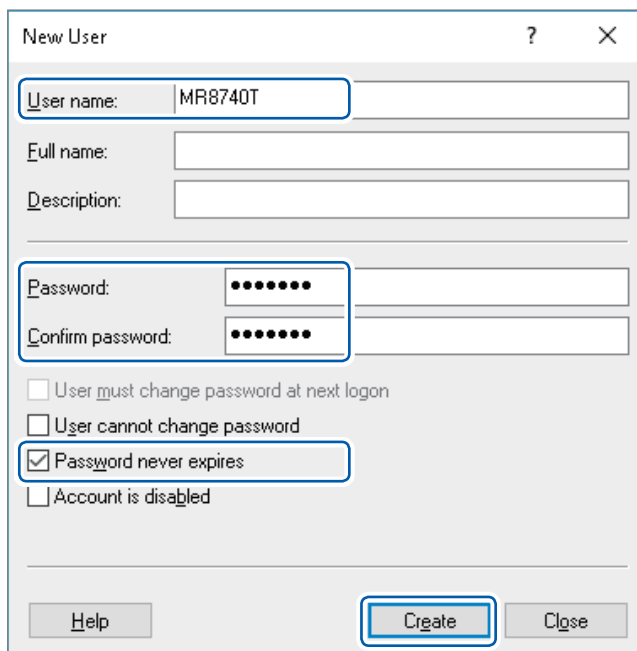 New User ? ✕
User name: MR8740T
Full name:
Description:
Password: ●●●●●●●
Confirm password: ●●●●●●●
User must change password at next logon
User cannot change password
Password never expires
Account is disabled
Help Create Close